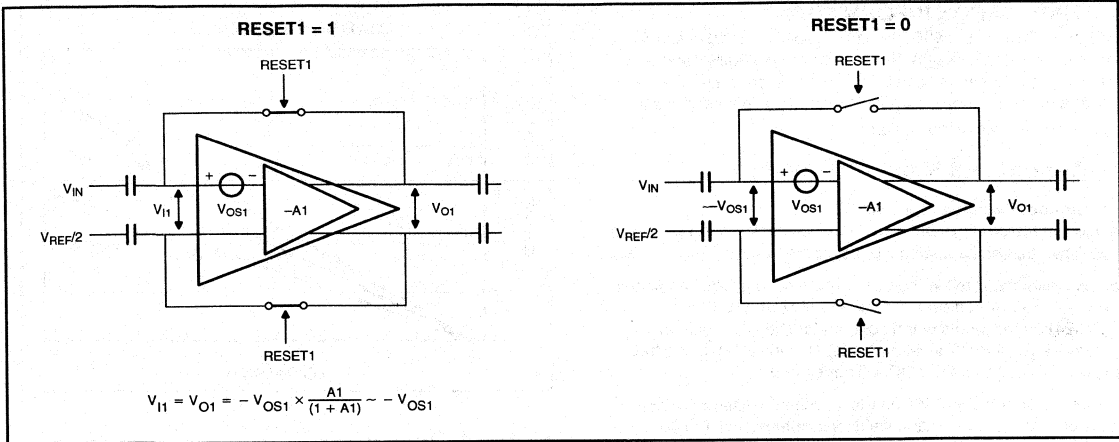 RESET1 = 1
RESET1
V_IN
V_I1
+
−
V_OS1
−A1
V_O1
V_REF/2
RESET1
V_I1 = V_O1 = − V_OS1 × A1 / (1 + A1) ~ − V_OS1
RESET1 = 0
RESET1
V_IN
~V_OS1
+
−
V_OS1
−A1
V_O1
V_REF/2
RESET1